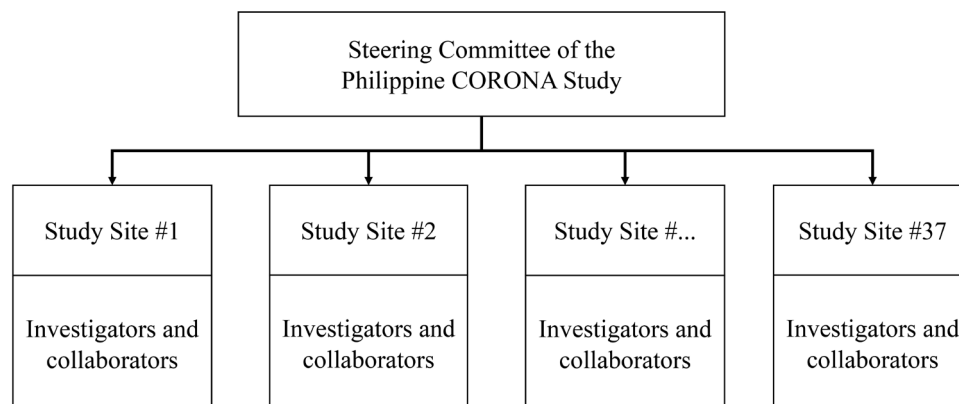 Steering Committee of the
Philippine CORONA Study
Study Site #1
Study Site #2
Study Site #...
Study Site #37
Investigators and
collaborators
Investigators and
collaborators
Investigators and
collaborators
Investigators and
collaborators